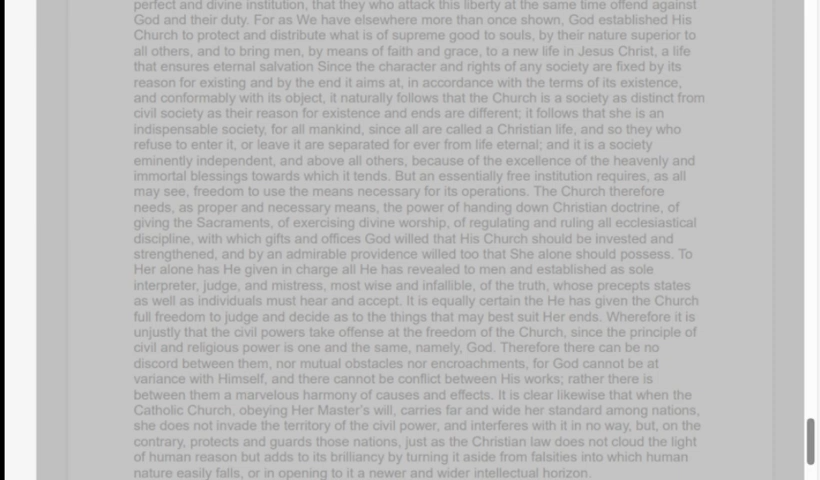 perfect and divine institution, that they who attack this liberty at the same time offend against
God and their duty. For as We have elsewhere more than once shown, God established His
Church to protect and distribute what is of supreme good to souls, by their nature superior to
all others, and to bring men, by means of faith and grace, to a new life in Jesus Christ, a life
that ensures eternal salvation Since the character and rights of any society are fixed by its
reason for existing and by the end it aims at, in accordance with the terms of its existence,
and conformably with its object, it naturally follows that the Church is a society as distinct from
civil society as their reason for existence and ends are different; it follows that she is an
indispensable society, for all mankind, since all are called a Christian life, and so they who
refuse to enter it, or leave it are separated for ever from life eternal; and it is a society
eminently independent, and above all others, because of the excellence of the heavenly and
immortal blessings towards which it tends. But an essentially free institution requires, as all
may see, freedom to use the means necessary for its operations. The Church therefore
needs, as proper and necessary means, the power of handing down Christian doctrine, of
giving the Sacraments, of exercising divine worship, of regulating and ruling all ecclesiastical
discipline, with which gifts and offices God willed that His Church should be invested and
strengthened, and by an admirable providence willed too that She alone should possess. To
Her alone has He given in charge all He has revealed to men and established as sole
interpreter, judge, and mistress, most wise and infallible, of the truth, whose precepts states
as well as individuals must hear and accept. It is equally certain the He has given the Church
full freedom to judge and decide as to the things that may best suit Her ends. Wherefore it is
unjustly that the civil powers take offense at the freedom of the Church, since the principle of
civil and religious power is one and the same, namely, God. Therefore there can be no
discord between them, nor mutual obstacles nor encroachments, for God cannot be at
variance with Himself, and there cannot be conflict between His works; rather there is
between them a marvelous harmony of causes and effects. It is clear likewise that when the
Catholic Church, obeying Her Master's will, carries far and wide her standard among nations,
she does not invade the territory of the civil power, and interferes with it in no way, but, on the
contrary, protects and guards those nations, just as the Christian law does not cloud the light
of human reason but adds to its brilliancy by turning it aside from falsities into which human
nature easily falls, or in opening to it a newer and wider intellectual horizon.